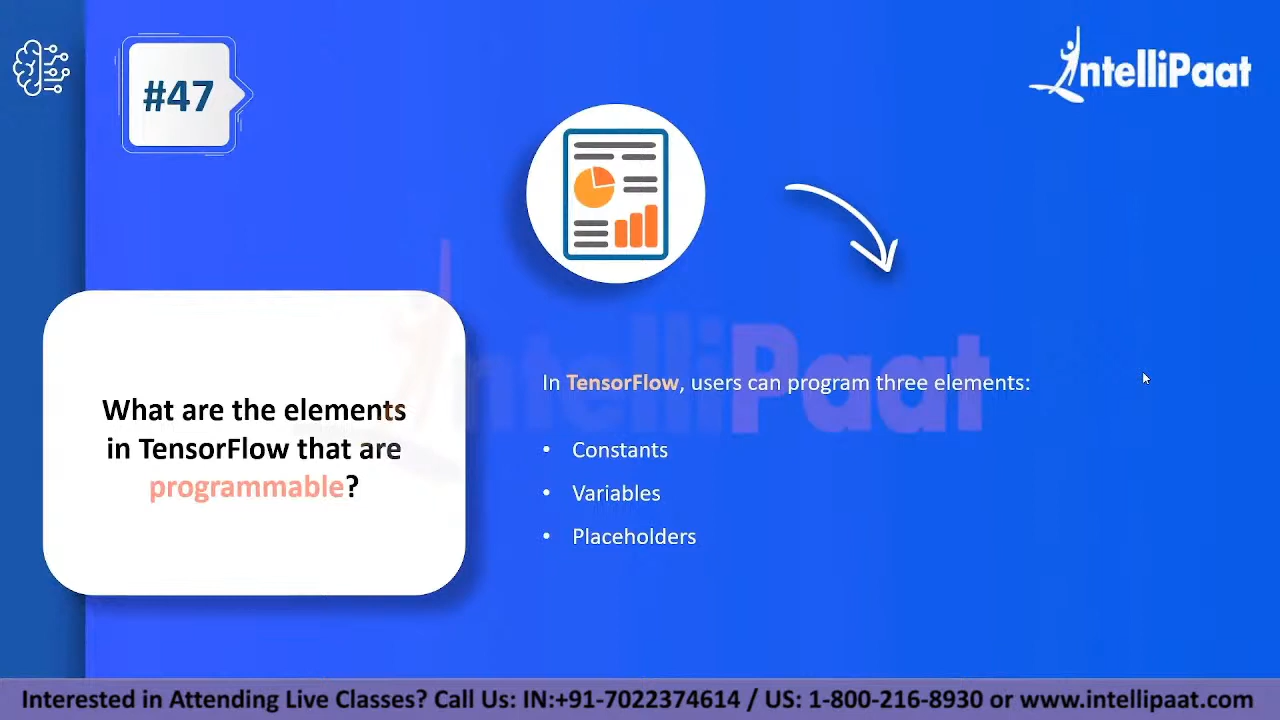 #47
IntelliPaat
What are the elements
in TensorFlow that are
programmable?
IntelliPaat
In TensorFlow, users can program three elements:
• Constants
• Variables
• Placeholders
Interested in Attending Live Classes? Call Us: IN:+91-7022374614 / US: 1-800-216-8930 or www.intellipaat.com